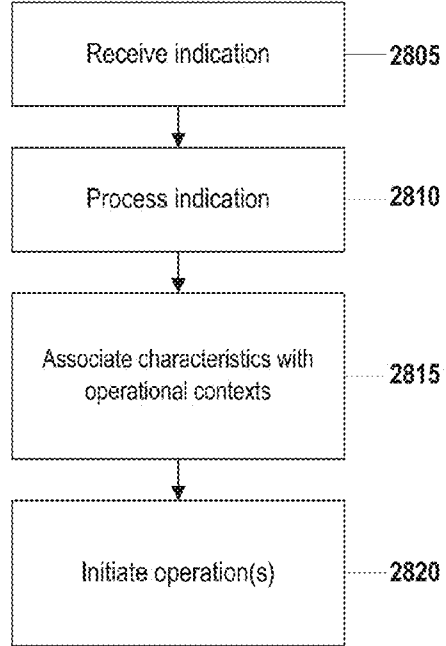 Receive indication
2805
Process indication
2810
Associate characteristics with
operational contexts
2815
Initiate operation(s)
2820